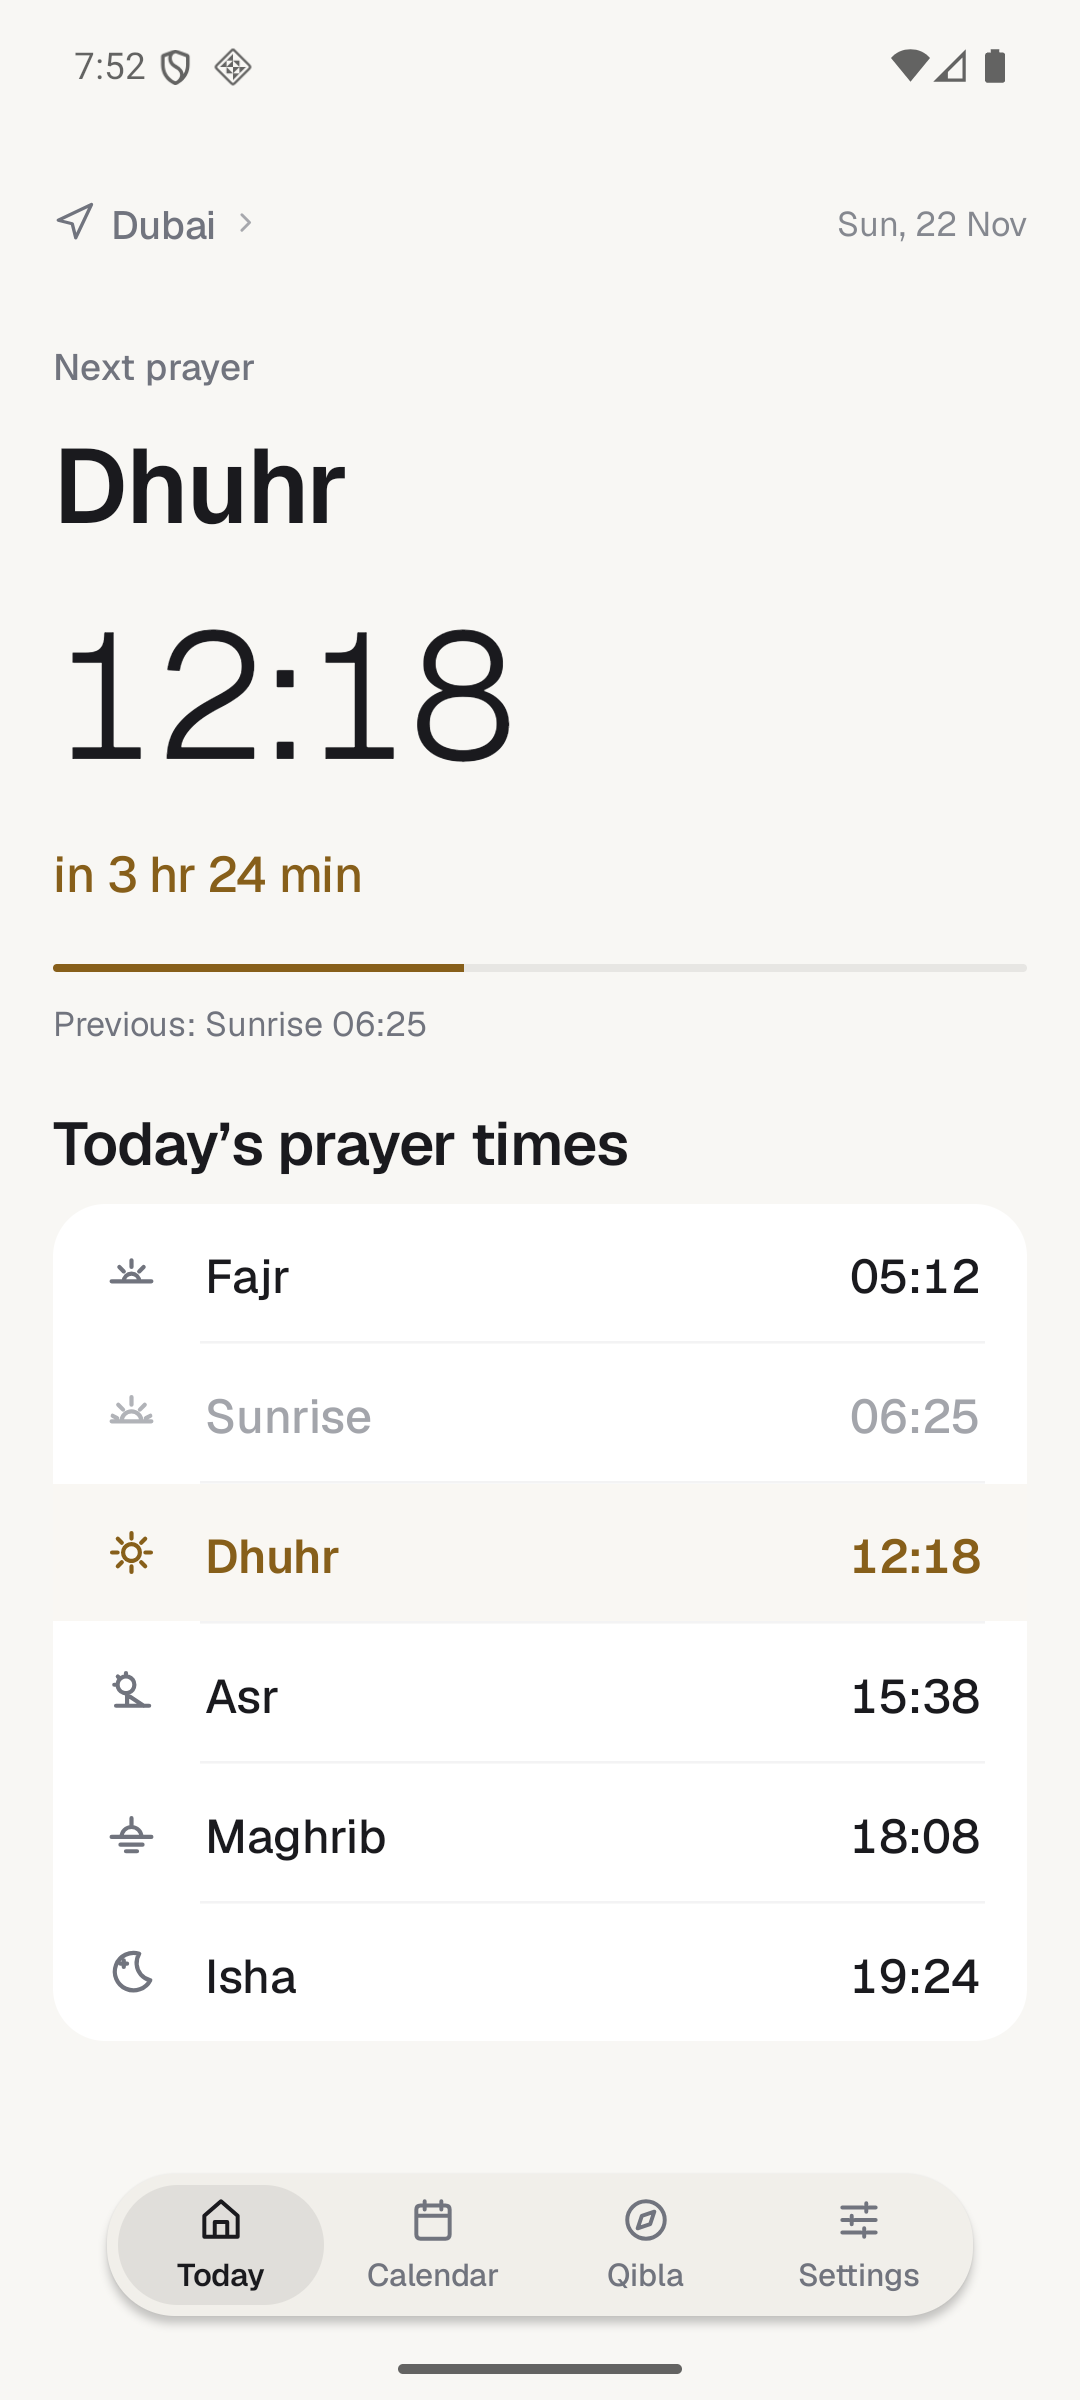 7:52
Dubai
Sun, 22 Nov
Next prayer
Dhuhr
12:18
in 3 hr 24 min
Previous: Sunrise 06:25
Today’s prayer times
Fajr 05:12
Sunrise 06:25
Dhuhr 12:18
Asr 15:38
Maghrib 18:08
Isha 19:24
Today Calendar Qibla Settings